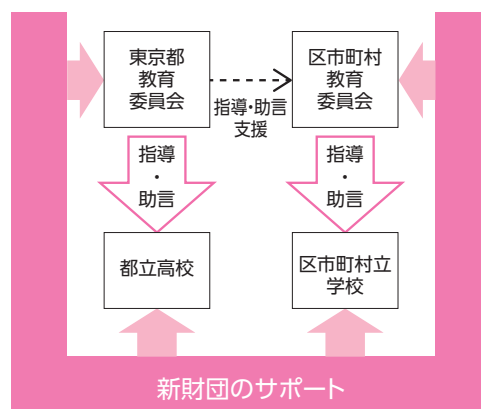 東京都
教育
委員会
区市町村
教育
委員会
指導・助言
支援
指導
・
助言
指導
・
助言
都立高校
区市町村立
学校
新財団のサポート